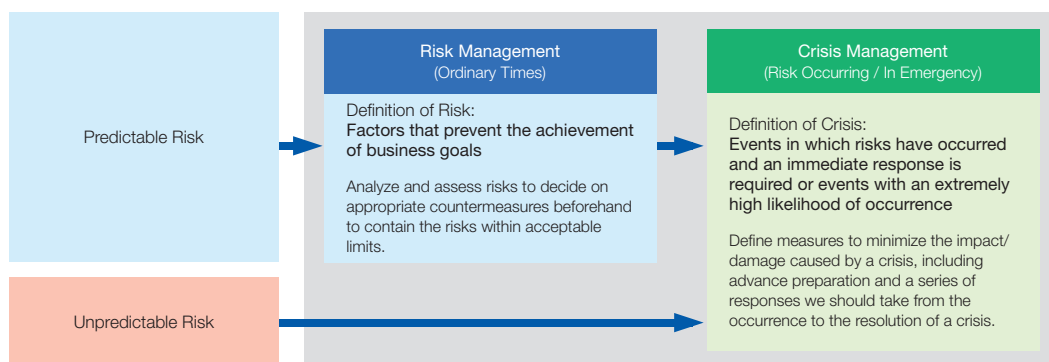 Predictable Risk
Risk Management
(Ordinary Times)
Definition of Risk:
Factors that prevent the achievement
of business goals
Analyze and assess risks to decide on
appropriate countermeasures beforehand
to contain the risks within acceptable
limits.
Crisis Management
(Risk Occurring / In Emergency)
Definition of Crisis:
Events in which risks have occurred
and an immediate response is
required or events with an extremely
high likelihood of occurrence
Define measures to minimize the impact/
damage caused by a crisis, including
advance preparation and a series of
responses we should take from the
occurrence to the resolution of a crisis.
Unpredictable Risk